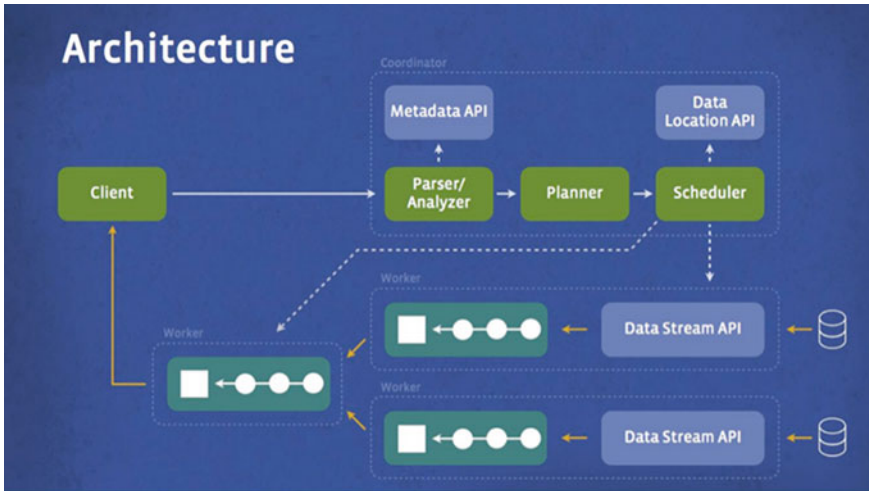 Architecture
Coordinator
Metadata API
Data
Location API
Client
Parser/
Analyzer
Planner
Scheduler
Worker
Data Stream API
Worker
Worker
Data Stream API